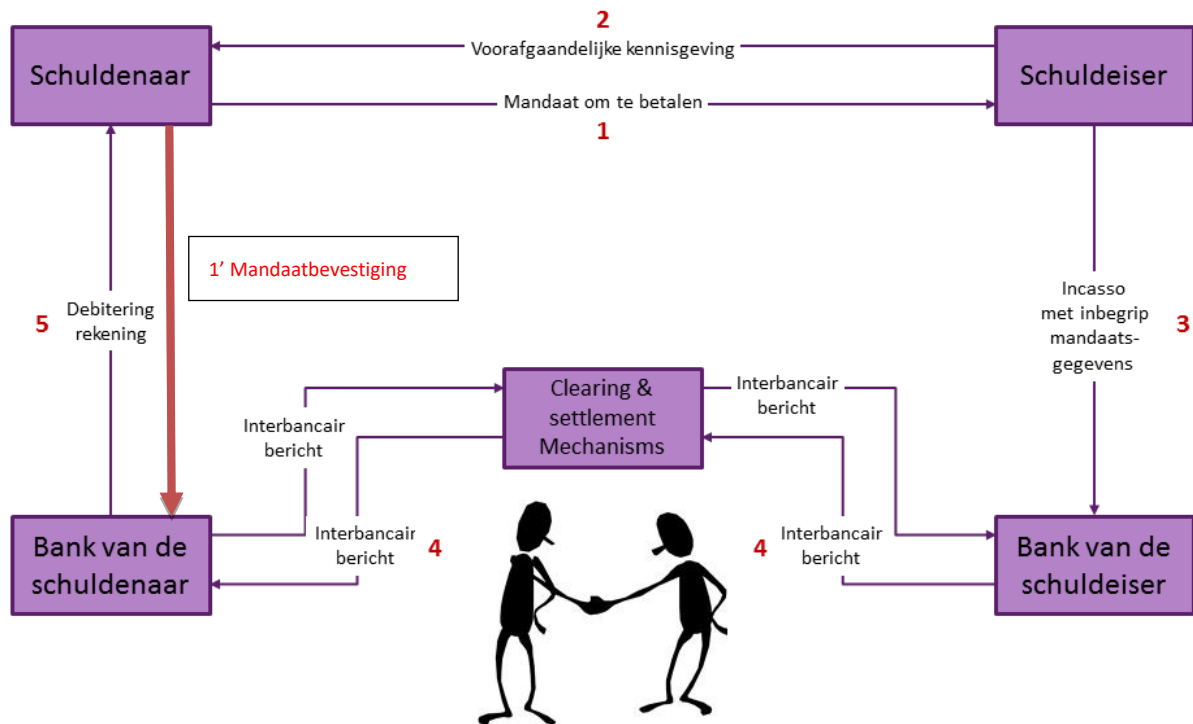 2
Voorafgaandelijke kennisgeving
Schuldenaar
Schuldeiser
Mandaat om te betalen
1
1’ Mandaatbevestiging
5
Debitering
rekening
Incasso
met inbegrip
mandaats-
gegevens
3
Clearing &
settlement
Mechanisms
Interbancair
bericht
Interbancair
bericht
Interbancair
bericht
4
4
Interbancair
bericht
Bank van de
schuldenaar
Bank van de
schuldeiser